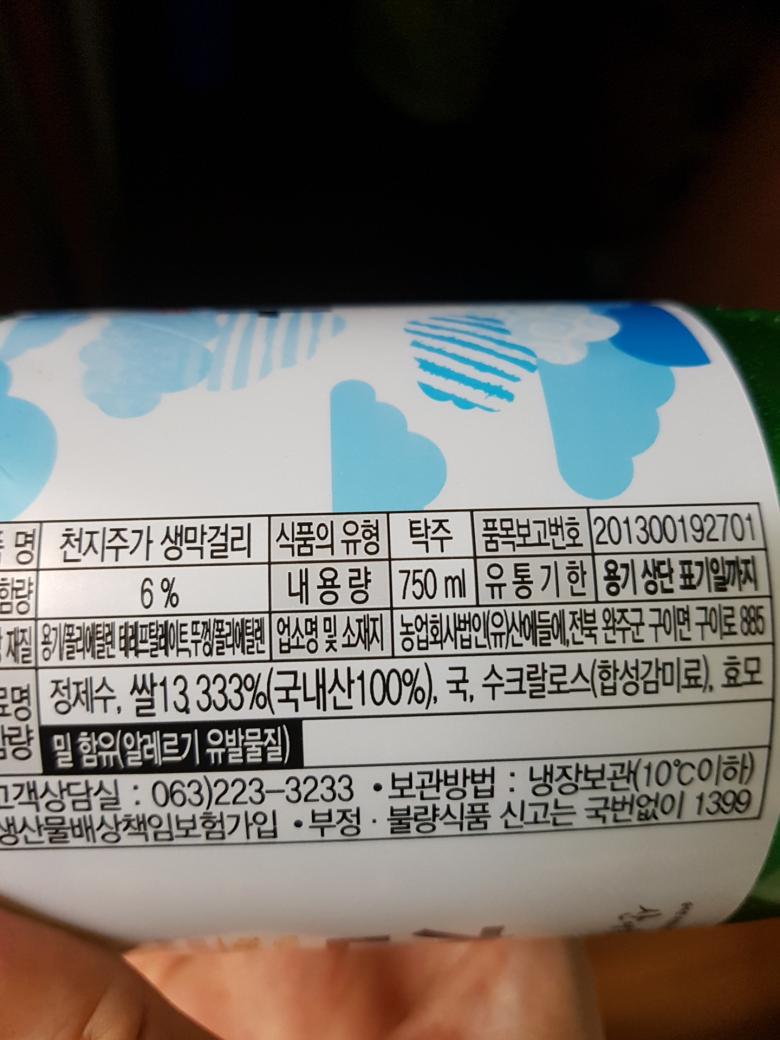 명 천지주가 생막걸리 식품의 유형 탁주 품목보고번호 201300192701
함량 6% 내용량 750 ml 유통기한 용기 상단 표기일까지
재질 용기/폴리에틸렌 테레프탈레이트 뚜껑/폴리에틸렌 업소명 및 소재지 농업회사법인(유)산에들에,전북 완주군 구이면 구이로 885
료명 정제수, 쌀13.333%(국내산100%), 국, 수크랄로스(합성감미료), 효모
함량 밀 함유(알레르기 유발물질)
고객상담실 : 063)223-3233 •보관방법 : 냉장보관(10℃이하)
생산물배상책임보험가입 •부정 · 불량식품 신고는 국번없이 1399